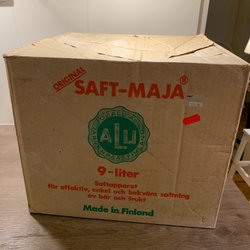 ORIGINAL
SAFT-MAJA®
ALU
9-liter
Saftapparat
för effektiv, enkel och bekväm saftning
av bär och frukt
Made in Finland